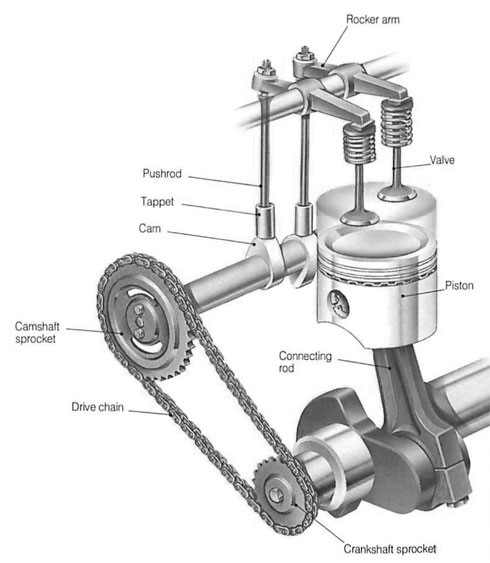 Rocker arm
Valve
Pushrod
Tappet
Cam
Piston
Camshaft
sprocket
Connecting
rod
Drive chain
Crankshaft sprocket